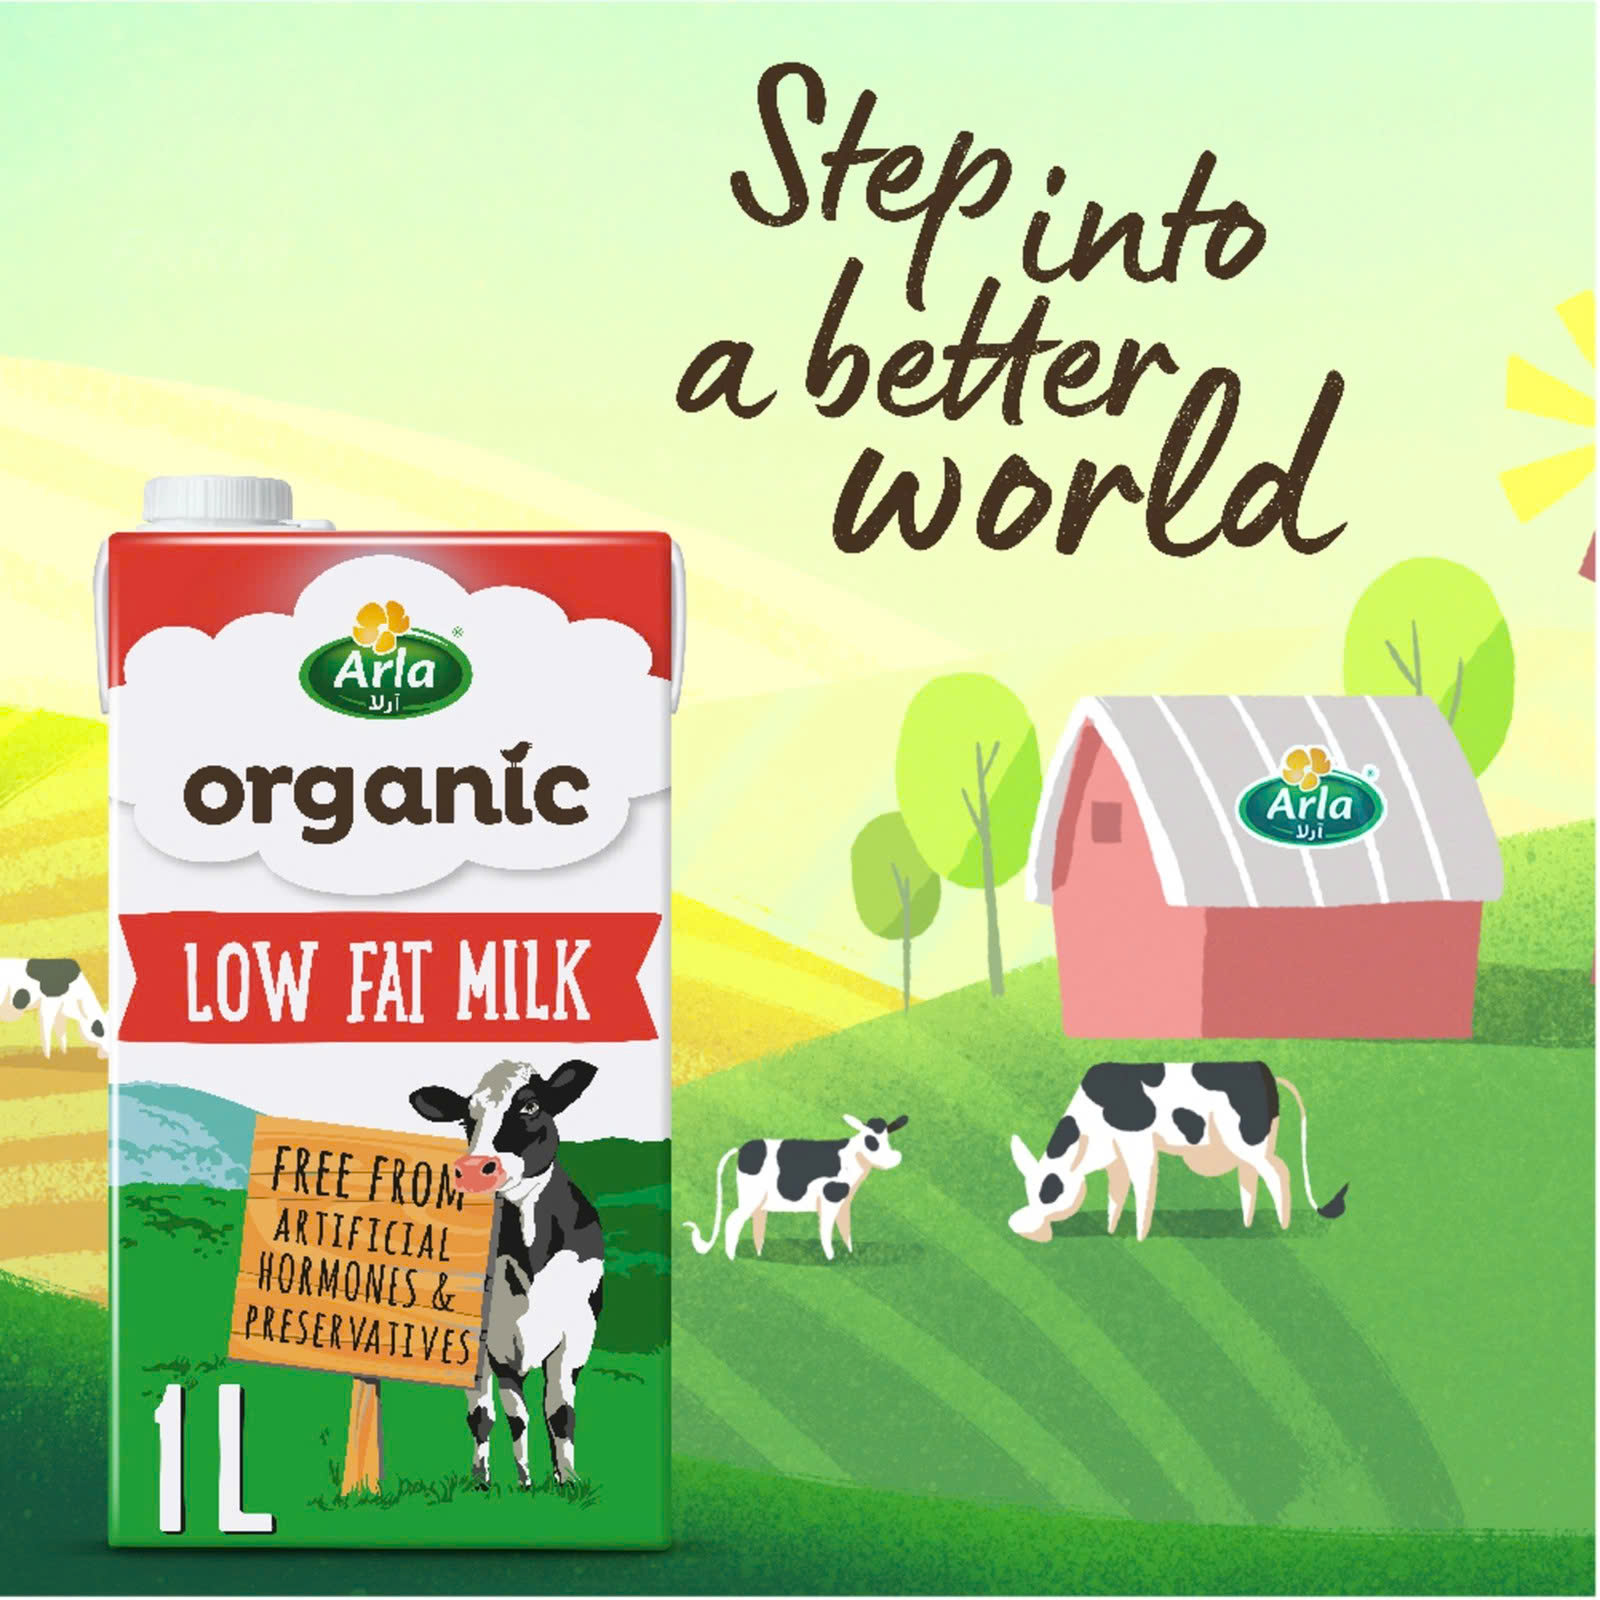 Step into
a better
world
Arla
آرلا
organic
LOW FAT MILK
FREE FROM
ARTIFICIAL
HORMONES &
PRESERVATIVES
1L
Arla
آرلا